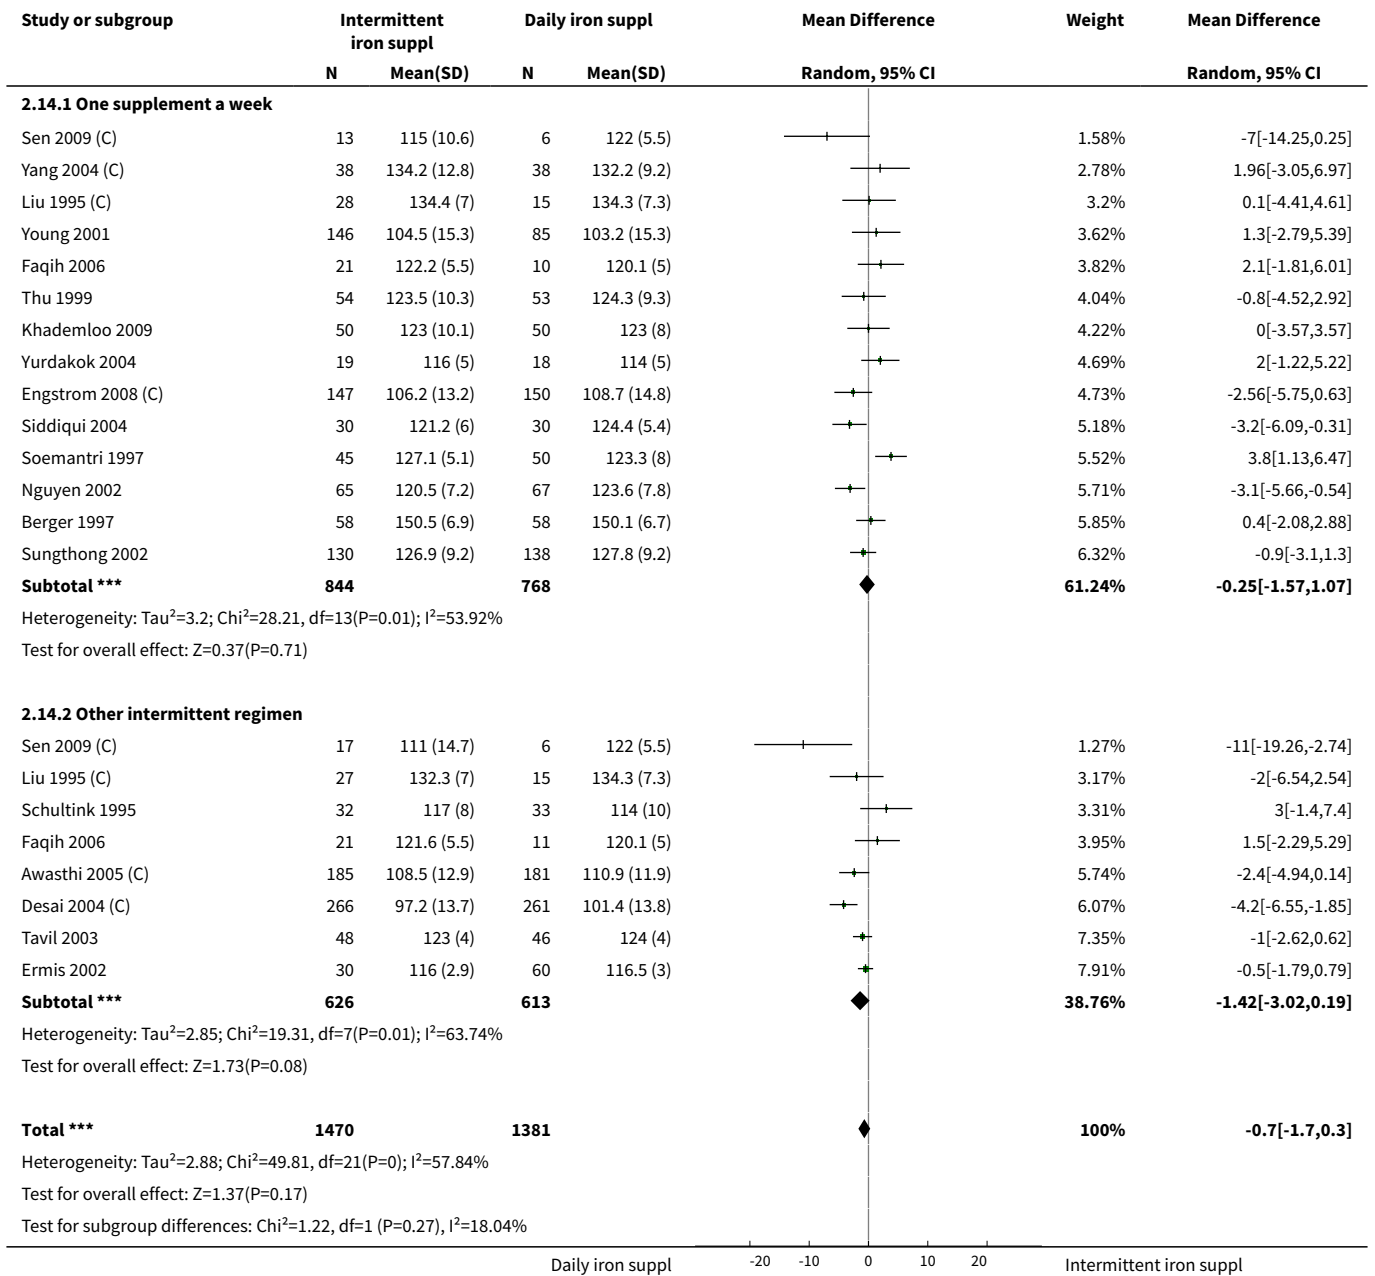 Study or subgroup Intermittent iron suppl Daily iron suppl Mean Difference Weight Mean Difference
N Mean(SD) N Mean(SD) Random, 95% CI Random, 95% CI
2.14.1 One supplement a week
Sen 2009 (C) 13 115 (10.6) 6 122 (5.5) 1.58% -7[-14.25,0.25]
Yang 2004 (C) 38 134.2 (12.8) 38 132.2 (9.2) 2.78% 1.96[-3.05,6.97]
Liu 1995 (C) 28 134.4 (7) 15 134.3 (7.3) 3.2% 0.1[-4.41,4.61]
Young 2001 146 104.5 (15.3) 85 103.2 (15.3) 3.62% 1.3[-2.79,5.39]
Faqih 2006 21 122.2 (5.5) 10 120.1 (5) 3.82% 2.1[-1.81,6.01]
Thu 1999 54 123.5 (10.3) 53 124.3 (9.3) 4.04% -0.8[-4.52,2.92]
Khademloo 2009 50 123 (10.1) 50 123 (8) 4.22% 0[-3.57,3.57]
Yurdakok 2004 19 116 (5) 18 114 (5) 4.69% 2[-1.22,5.22]
Engstrom 2008 (C) 147 106.2 (13.2) 150 108.7 (14.8) 4.73% -2.56[-5.75,0.63]
Siddiqui 2004 30 121.2 (6) 30 124.4 (5.4) 5.18% -3.2[-6.09,-0.31]
Soemantri 1997 45 127.1 (5.1) 50 123.3 (8) 5.52% 3.8[1.13,6.47]
Nguyen 2002 65 120.5 (7.2) 67 123.6 (7.8) 5.71% -3.1[-5.66,-0.54]
Berger 1997 58 150.5 (6.9) 58 150.1 (6.7) 5.85% 0.4[-2.08,2.88]
Sungthong 2002 130 126.9 (9.2) 138 127.8 (9.2) 6.32% -0.9[-3.1,1.3]
Subtotal *** 844 768 61.24% -0.25[-1.57,1.07]
Heterogeneity: Tau²=3.2; Chi²=28.21, df=13(P=0.01); I²=53.92%
Test for overall effect: Z=0.37(P=0.71)
2.14.2 Other intermittent regimen
Sen 2009 (C) 17 111 (14.7) 6 122 (5.5) 1.27% -11[-19.26,-2.74]
Liu 1995 (C) 27 132.3 (7) 15 134.3 (7.3) 3.17% -2[-6.54,2.54]
Schultink 1995 32 117 (8) 33 114 (10) 3.31% 3[-1.4,7.4]
Faqih 2006 21 121.6 (5.5) 11 120.1 (5) 3.95% 1.5[-2.29,5.29]
Awasthi 2005 (C) 185 108.5 (12.9) 181 110.9 (11.9) 5.74% -2.4[-4.94,0.14]
Desai 2004 (C) 266 97.2 (13.7) 261 101.4 (13.8) 6.07% -4.2[-6.55,-1.85]
Tavil 2003 48 123 (4) 46 124 (4) 7.35% -1[-2.62,0.62]
Ermis 2002 30 116 (2.9) 60 116.5 (3) 7.91% -0.5[-1.79,0.79]
Subtotal *** 626 613 38.76% -1.42[-3.02,0.19]
Heterogeneity: Tau²=2.85; Chi²=19.31, df=7(P=0.01); I²=63.74%
Test for overall effect: Z=1.73(P=0.08)
Total *** 1470 1381 100% -0.7[-1.7,0.3]
Heterogeneity: Tau²=2.88; Chi²=49.81, df=21(P=0); I²=57.84%
Test for overall effect: Z=1.37(P=0.17)
Test for subgroup differences: Chi²=1.22, df=1 (P=0.27), I²=18.04%
Daily iron suppl -20 -10 0 10 20 Intermittent iron suppl